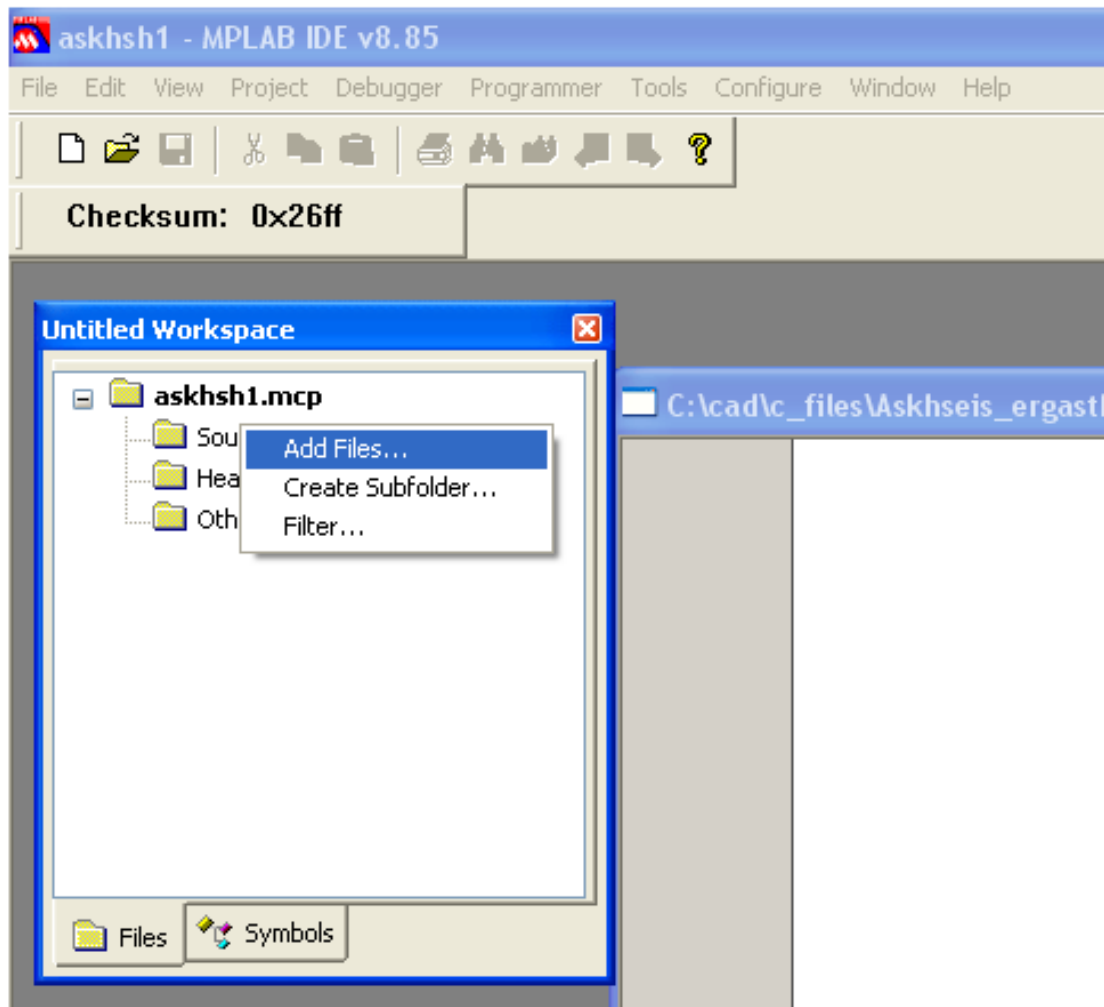 askhsh1 - MPLAB IDE v8.85
File Edit View Project Debugger Programmer Tools Configure Window Help
Checksum: 0x26ff
Untitled Workspace
askhsh1.mcp
Sou
Hea
Oth
Add Files...
Create Subfolder...
Filter...
C:\cad\c_files\Askhseis_ergast
Files
Symbols